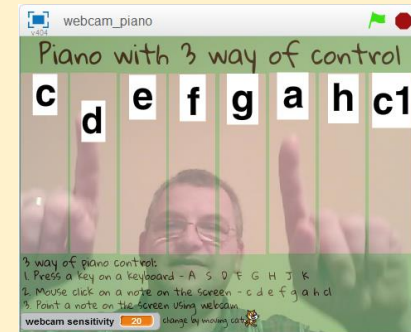 webcam_piano
v404
Piano with 3 way of control
c d e f g a h c1
3 way of piano control:
1. Press a key on a keyboard - A S D F G H J K
2. Mouse click on a note on the screen - c d e f g a h c1
3. Point a note on the screen using webcam
webcam sensitivity 20 change by moving cat